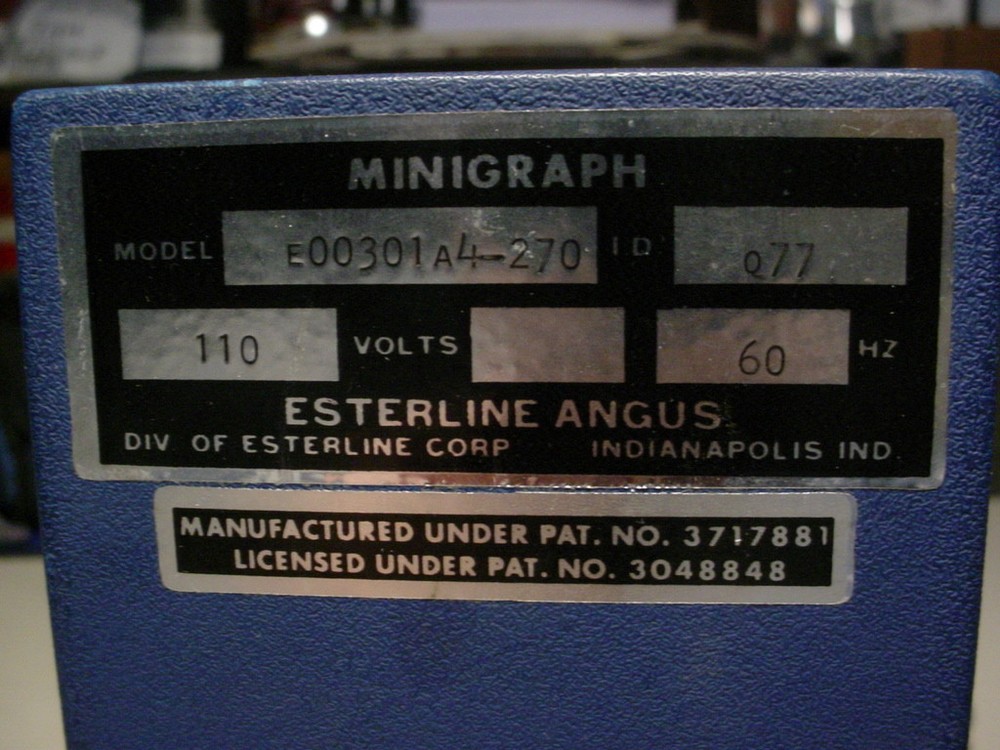 MINIGRAPH
MODEL E00301A4-270 ID Q77
110 VOLTS 60 HZ
ESTERLINE ANGUS
DIV OF ESTERLINE CORP INDIANAPOLIS IND.
MANUFACTURED UNDER PAT. NO. 3717881
LICENSED UNDER PAT. NO. 3048848